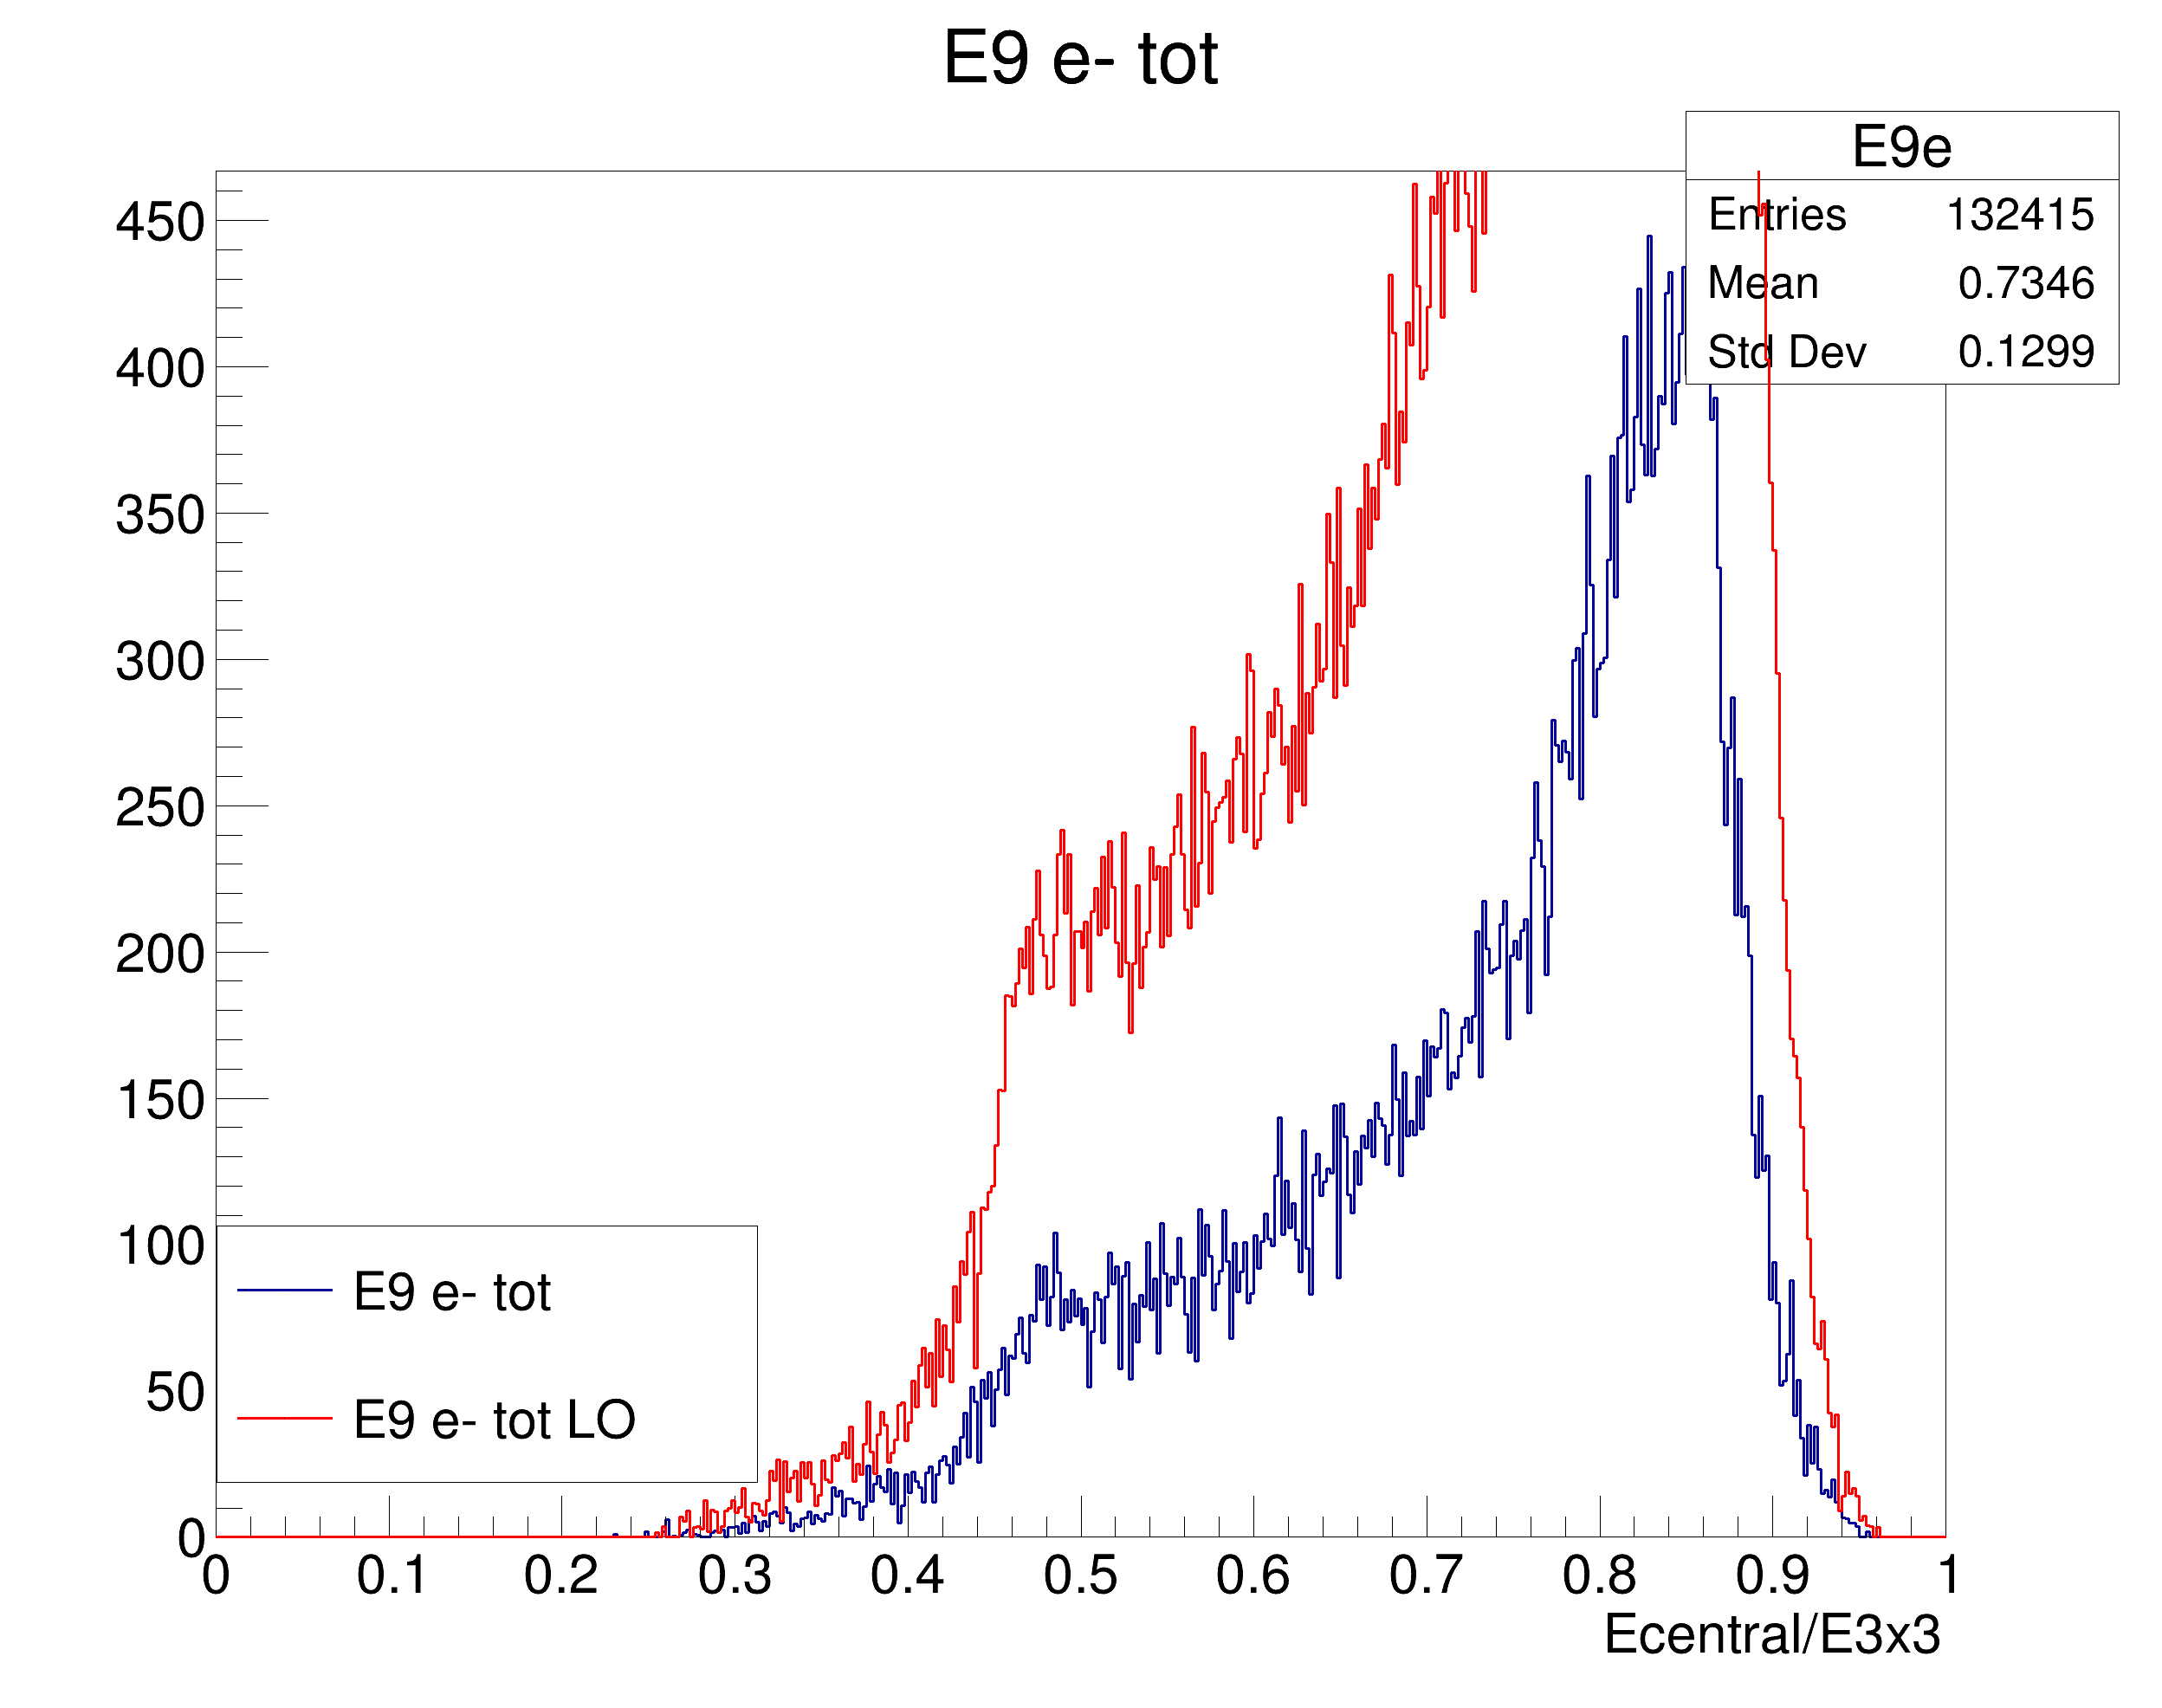 E9 e- tot
E9e
Entries 132415
Mean 0.7346
Std Dev 0.1299
450
400
350
300
250
200
150
100
50
0
E9 e- tot
E9 e- tot LO
0 0.1 0.2 0.3 0.4 0.5 0.6 0.7 0.8 0.9 1
Ecentral/E3x3